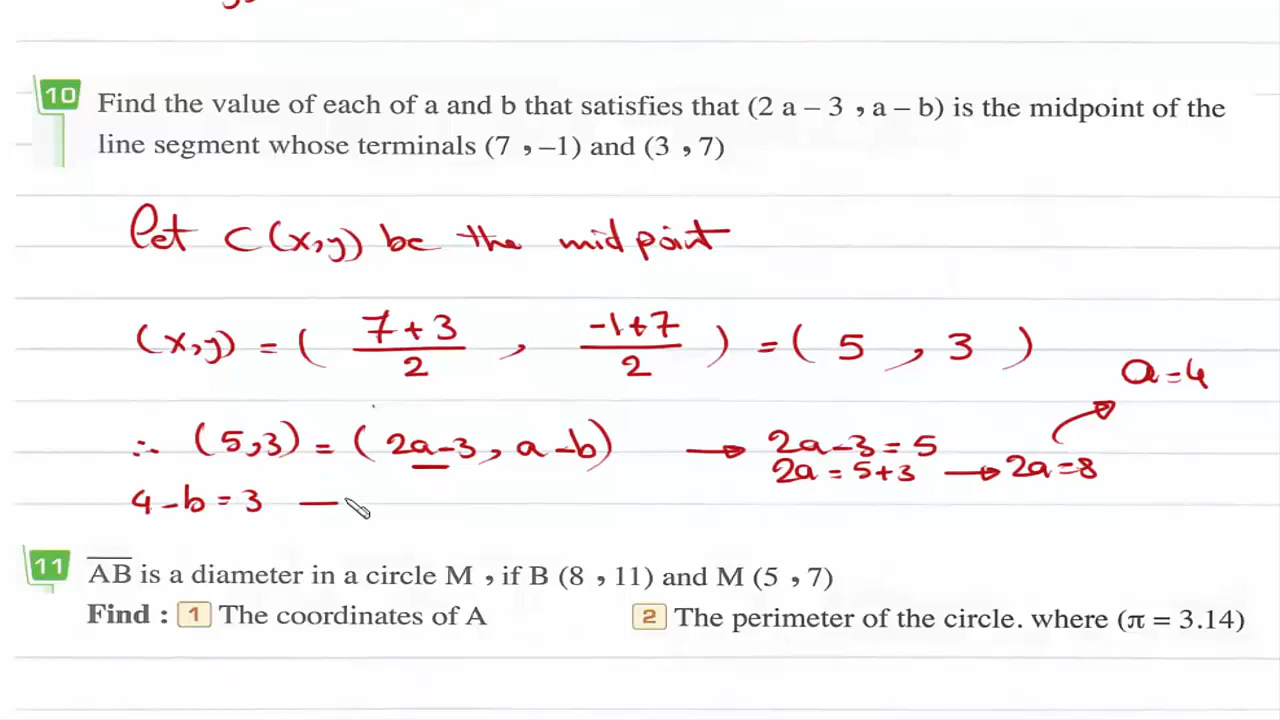 10 Find the value of each of a and b that satisfies that (2 a – 3 , a – b) is the midpoint of the
line segment whose terminals (7 , –1) and (3 , 7)
let C(x,y) be the midpoint
(x,y) = ( 7+3/2 , -1+7/2 ) = ( 5 , 3 )
a=4
∴ (5,3) = (2a-3, a-b) → 2a-3=5
2a = 5+3 → 2a=8
4-b=3 —
11 AB is a diameter in a circle M , if B (8 , 11) and M (5 , 7)
Find : 1 The coordinates of A 2 The perimeter of the circle. where (π = 3.14)